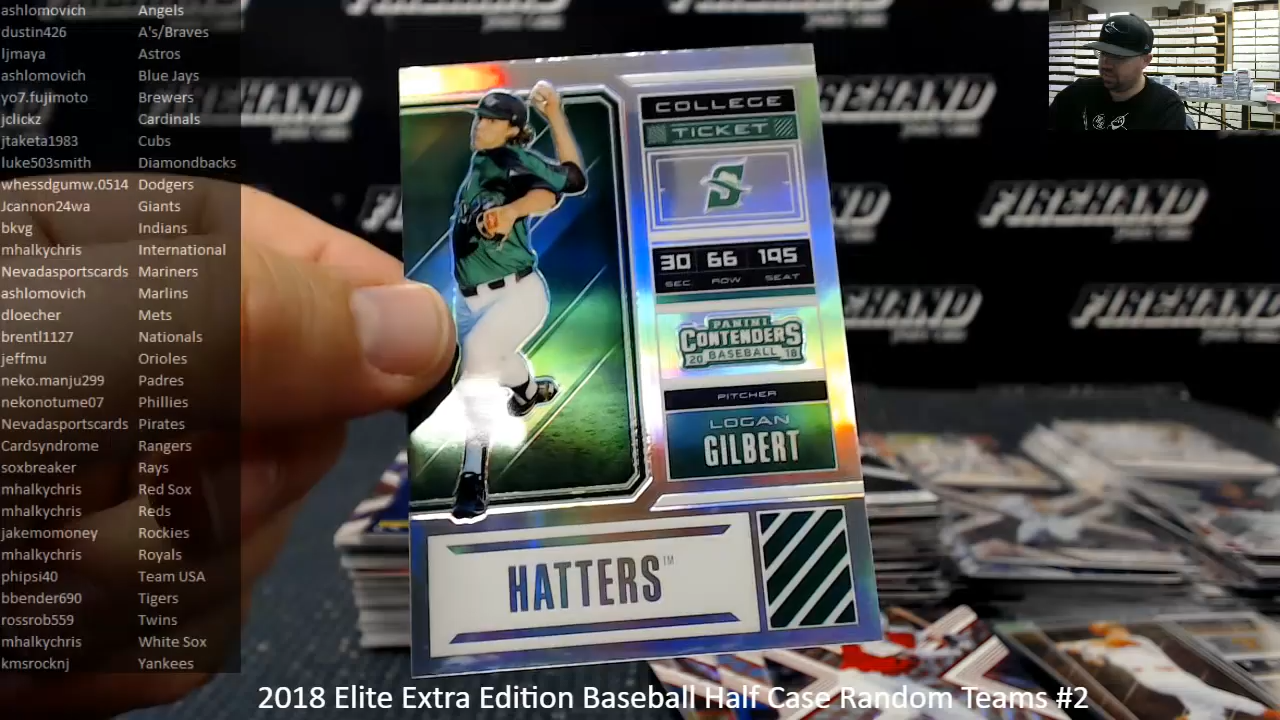 ashlomovich Angels
dustin426 A's/Braves
ljmaya Astros
ashlomovich Blue Jays
yo7.fujimoto Brewers
jclickz Cardinals
jtaketa1983 Cubs
luke503smith Diamondbacks
whessdgumw.0514 Dodgers
Jcannon24wa Giants
bkvg Indians
mhalkychris International
Nevadasportscards Mariners
ashlomovich Marlins
dloecher Mets
brentl1127 Nationals
jeffmu Orioles
neko.manju299 Padres
nekonotume07 Phillies
Nevadasportscards Pirates
Cardsyndrome Rangers
soxbreaker Rays
mhalkychris Red Sox
mhalkychris Reds
jakemomoney Rockies
mhalkychris Royals
phipsi40 Team USA
bbender690 Tigers
rossrob559 Twins
mhalkychris White Sox
kmsrocknj Yankees
COLLEGE
TICKET
S
30 66 195
SEC ROW SEAT
PANINI
CONTENDERS
20 BASEBALL 18
PITCHER
LOGAN
GILBERT
HATTERS™
FIREHAND
FIREHAND
FIREHAND
FIREHAND
2018 Elite Extra Edition Baseball Half Case Random Teams #2